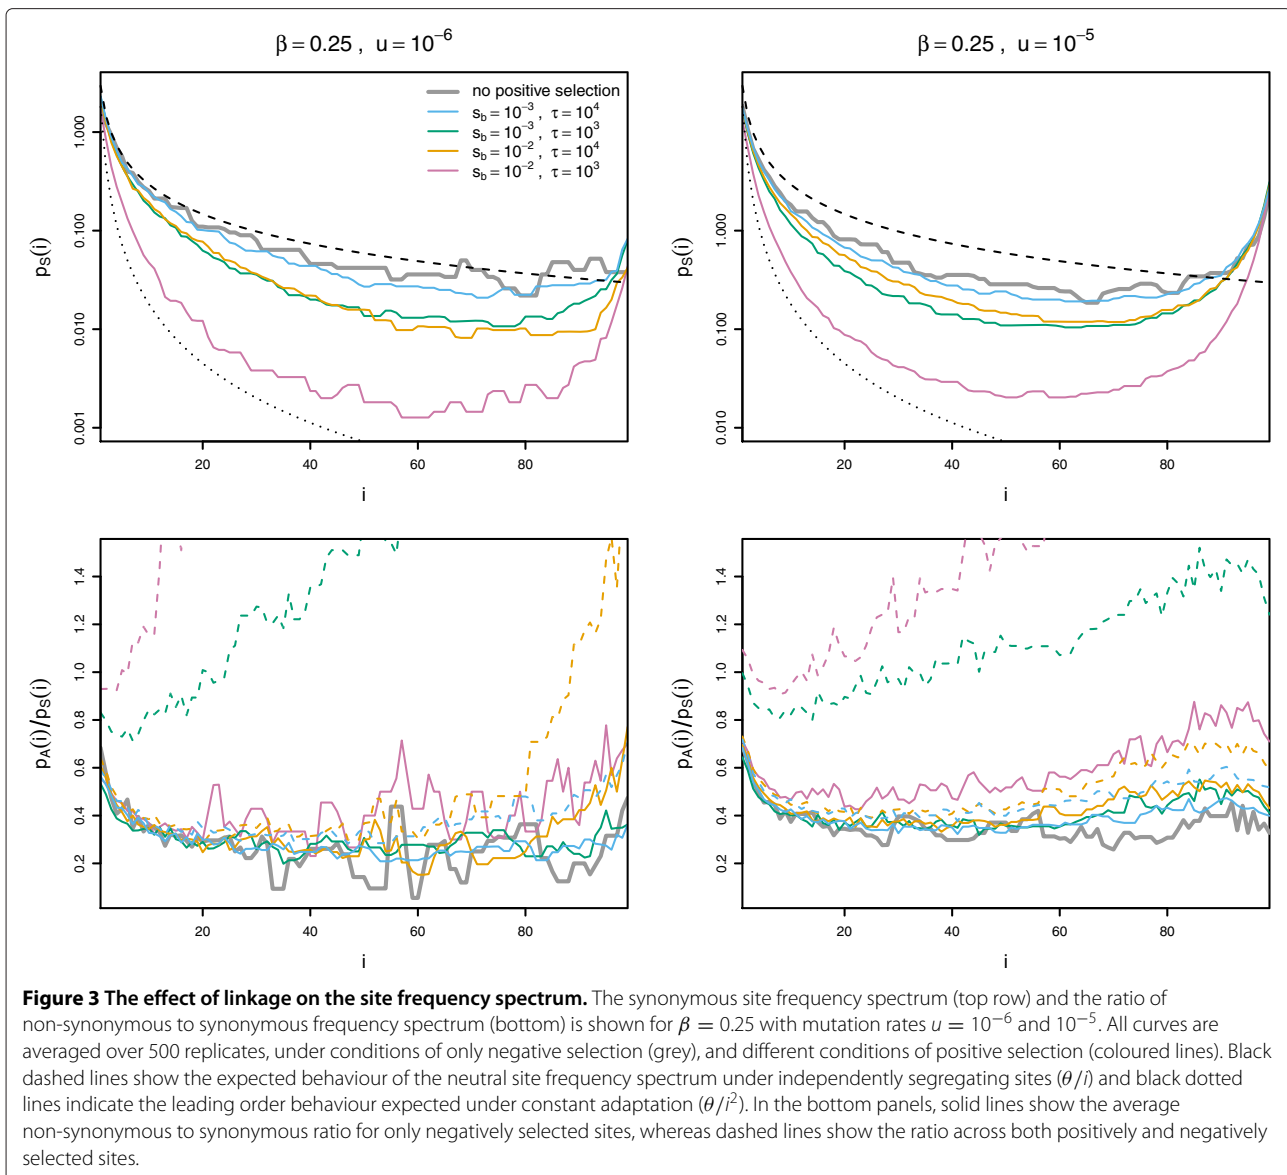 β = 0.25 , u = 10⁻⁶
β = 0.25 , u = 10⁻⁵
no positive selection
s_b = 10⁻³ , τ = 10⁴
s_b = 10⁻³ , τ = 10³
s_b = 10⁻² , τ = 10⁴
s_b = 10⁻² , τ = 10³
p_S(i)
1.000
0.100
0.010
0.001
20
40
60
80
i
p_S(i)
1.000
0.100
0.010
20
40
60
80
i
p_A(i)/p_S(i)
1.4
1.2
1.0
0.8
0.6
0.4
0.2
20
40
60
80
i
p_A(i)/p_S(i)
1.4
1.2
1.0
0.8
0.6
0.4
0.2
20
40
60
80
i
Figure 3 The effect of linkage on the site frequency spectrum. The synonymous site frequency spectrum (top row) and the ratio of
non-synonymous to synonymous frequency spectrum (bottom) is shown for β = 0.25 with mutation rates u = 10⁻⁶ and 10⁻⁵. All curves are
averaged over 500 replicates, under conditions of only negative selection (grey), and different conditions of positive selection (coloured lines). Black
dashed lines show the expected behaviour of the neutral site frequency spectrum under independently segregating sites (θ/i) and black dotted
lines indicate the leading order behaviour expected under constant adaptation (θ/i²). In the bottom panels, solid lines show the average
non-synonymous to synonymous ratio for only negatively selected sites, whereas dashed lines show the ratio across both positively and negatively
selected sites.